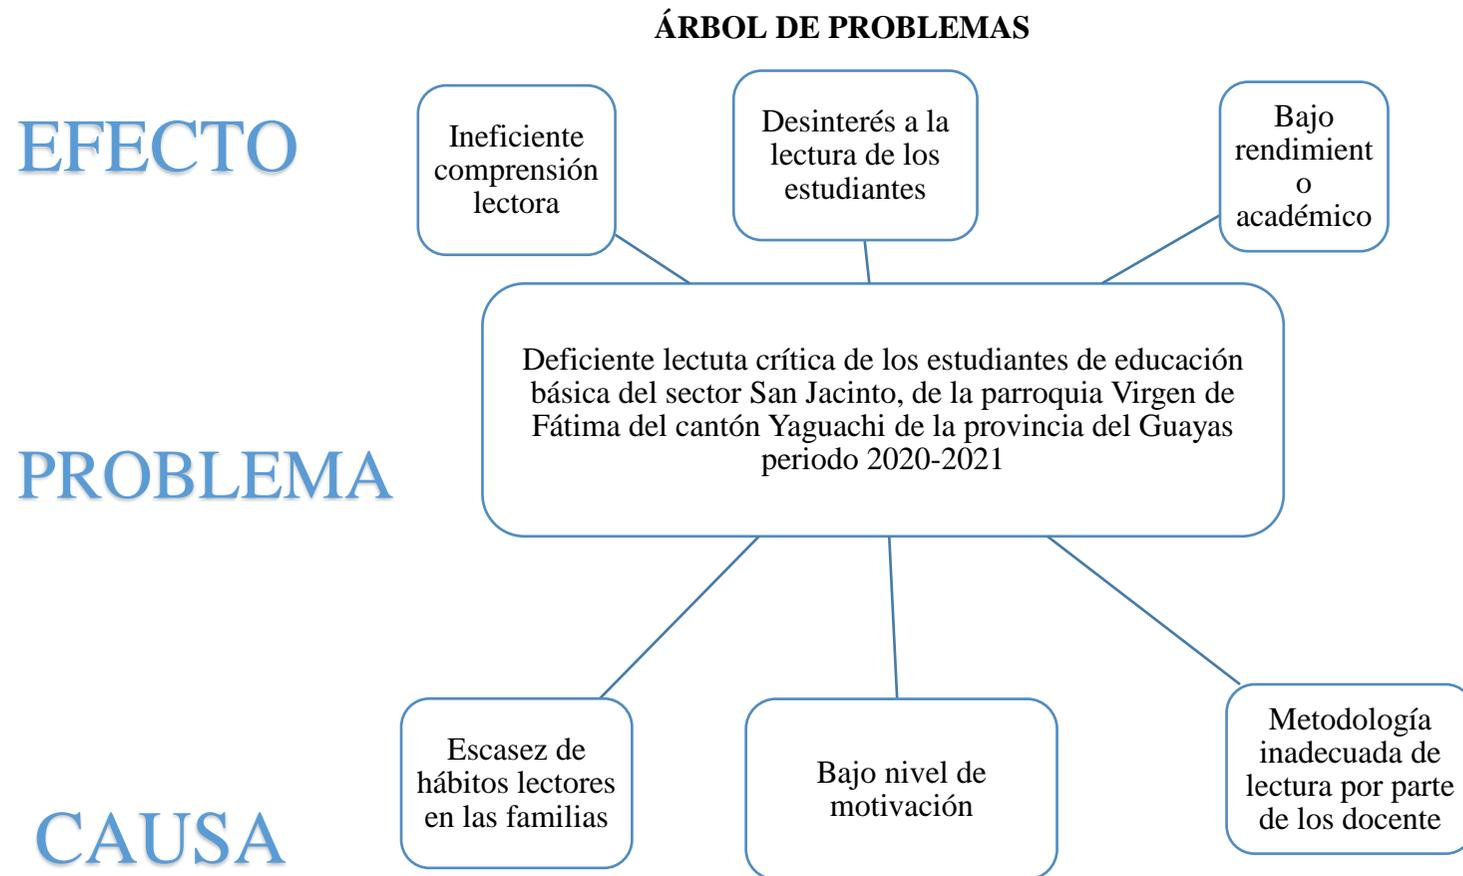 ÁRBOL DE PROBLEMAS
EFECTO
Ineficiente
comprensión
lectora
Desinterés a la
lectura de los
estudiantes
Bajo
rendimient
o
académico
PROBLEMA
Deficiente lectuta crítica de los estudiantes de educación
básica del sector San Jacinto, de la parroquia Virgen de
Fátima del cantón Yaguachi de la provincia del Guayas
periodo 2020-2021
CAUSA
Escasez de
hábitos lectores
en las familias
Bajo nivel de
motivación
Metodología
inadecuada de
lectura por parte
de los docente